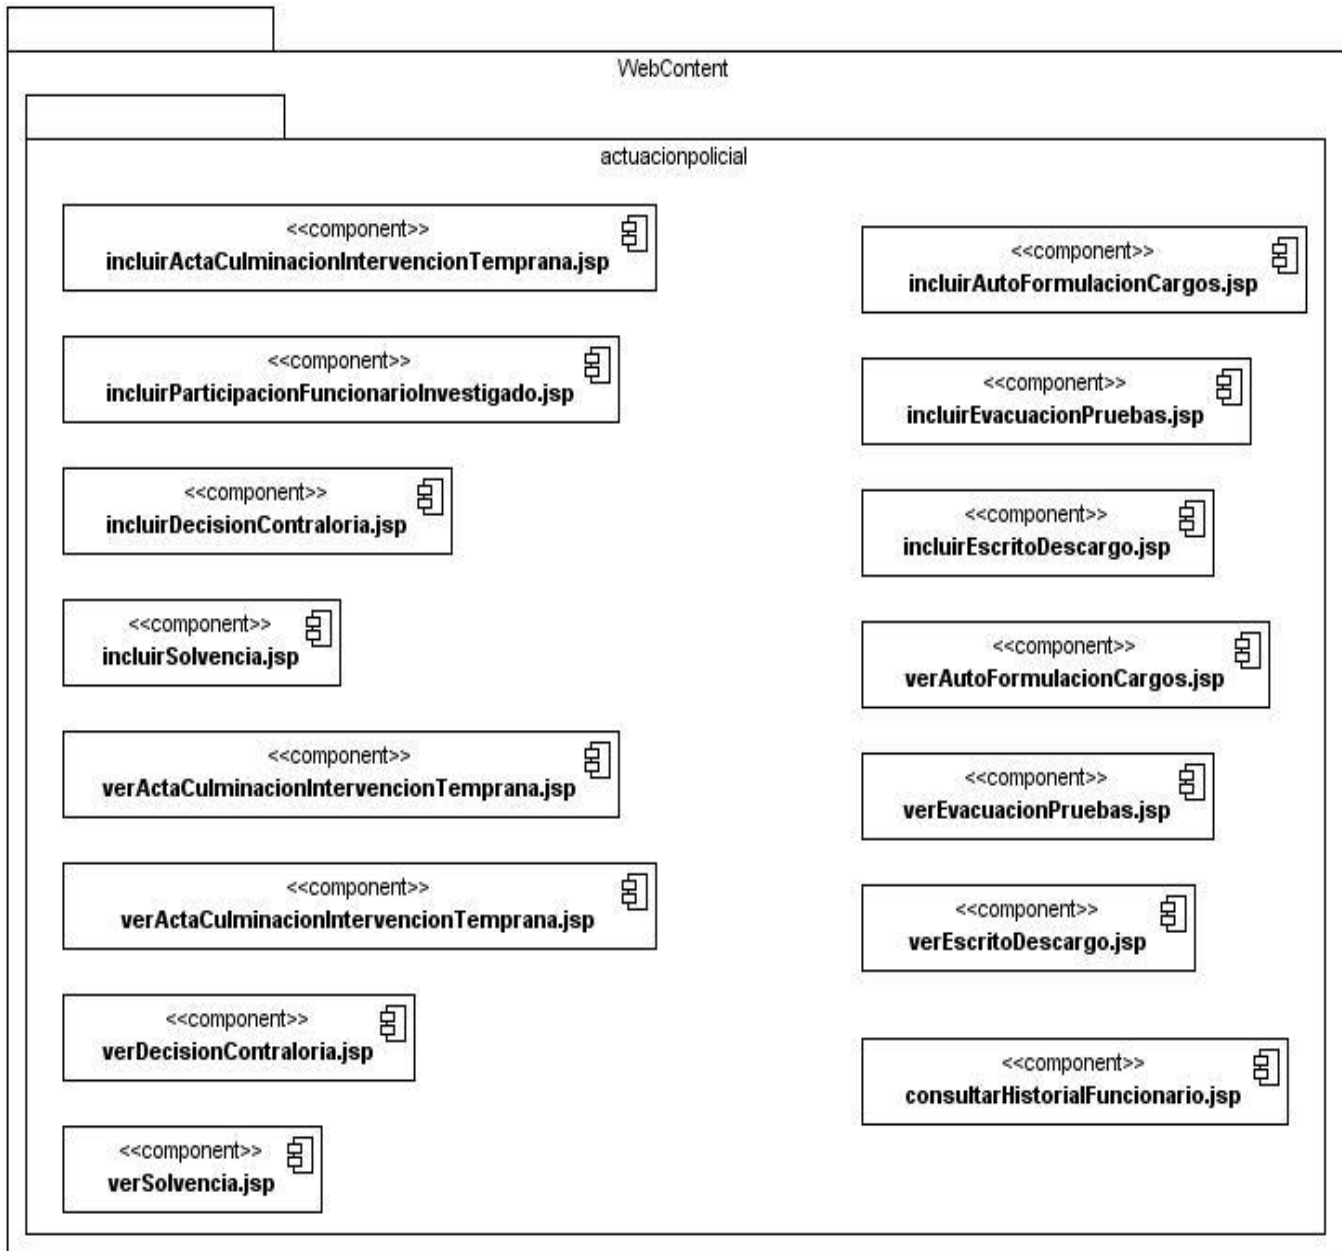 WebContent
actuacionpolicial
<<component>>
incluirActaCulminacionIntervencionTemprana.jsp
<<component>>
incluirParticipacionFuncionarioInvestigado.jsp
<<component>>
incluirDecisionContraloria.jsp
<<component>>
incluirSolvencia.jsp
<<component>>
verActaCulminacionIntervencionTemprana.jsp
<<component>>
verActaCulminacionIntervencionTemprana.jsp
<<component>>
verDecisionContraloria.jsp
<<component>>
verSolvencia.jsp
<<component>>
incluirAutoFormulacionCargos.jsp
<<component>>
incluirEvacuacionPruebas.jsp
<<component>>
incluirEscritoDescargo.jsp
<<component>>
verAutoFormulacionCargos.jsp
<<component>>
verEvacuacionPruebas.jsp
<<component>>
verEscritoDescargo.jsp
<<component>>
consultarHistorialFuncionario.jsp